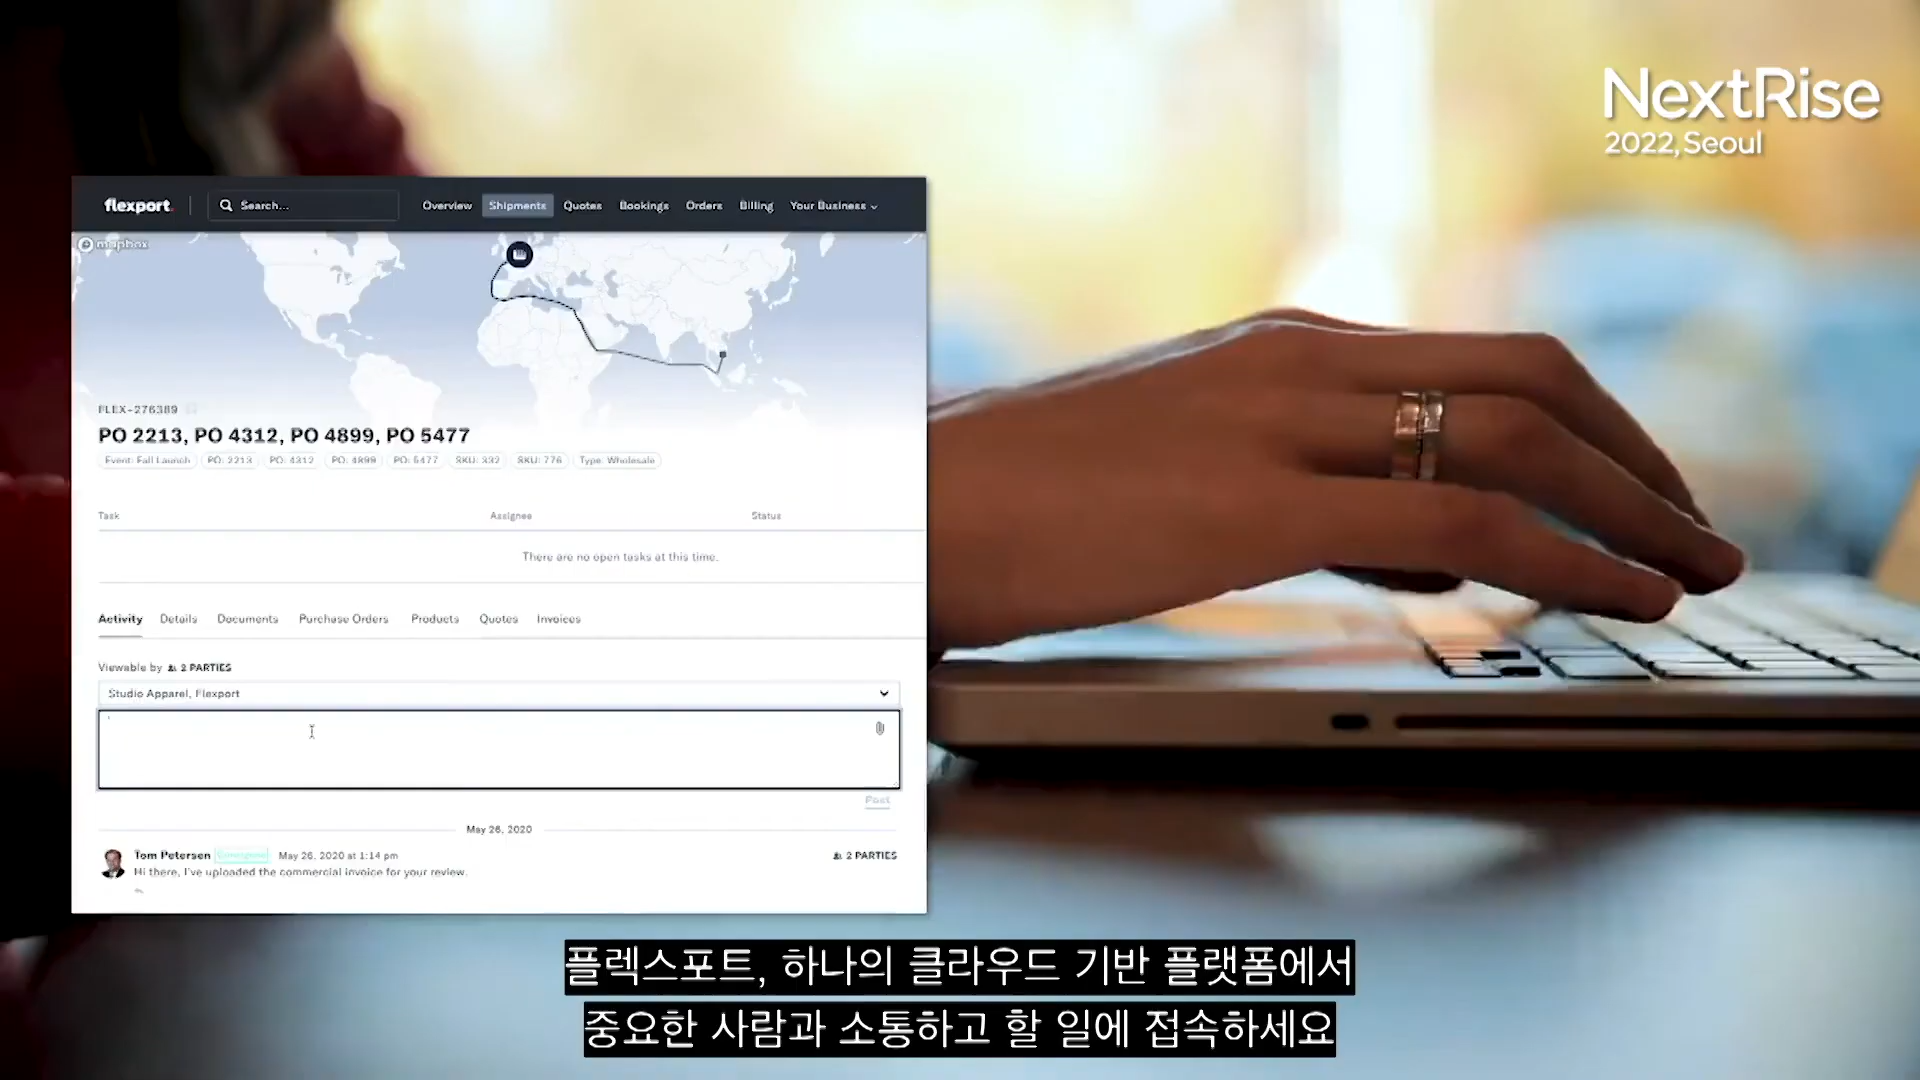 NextRise
2022, Seoul
flexport.
Search...
Overview
Shipments
Quotes
Bookings
Orders
Billing
Your Business
mapbox
FLEX-276389
PO 2213, PO 4312, PO 4899, PO 5477
Event: Fall Launch
PO: 2213
PO: 4312
PO: 4899
PO: 5477
SKU: 332
SKU: 776
Type: Wholesale
Task
Assignee
Status
There are no open tasks at this time.
Activity
Details
Documents
Purchase Orders
Products
Quotes
Invoices
Viewable by 2 PARTIES
Studio Apparel, Flexport
Post
May 26, 2020
Tom Petersen
May 26, 2020 at 1:14 pm
2 PARTIES
Hi there, I've uploaded the commercial invoice for your review.
플렉스포트, 하나의 클라우드 기반 플랫폼에서
중요한 사람과 소통하고 할 일에 접속하세요